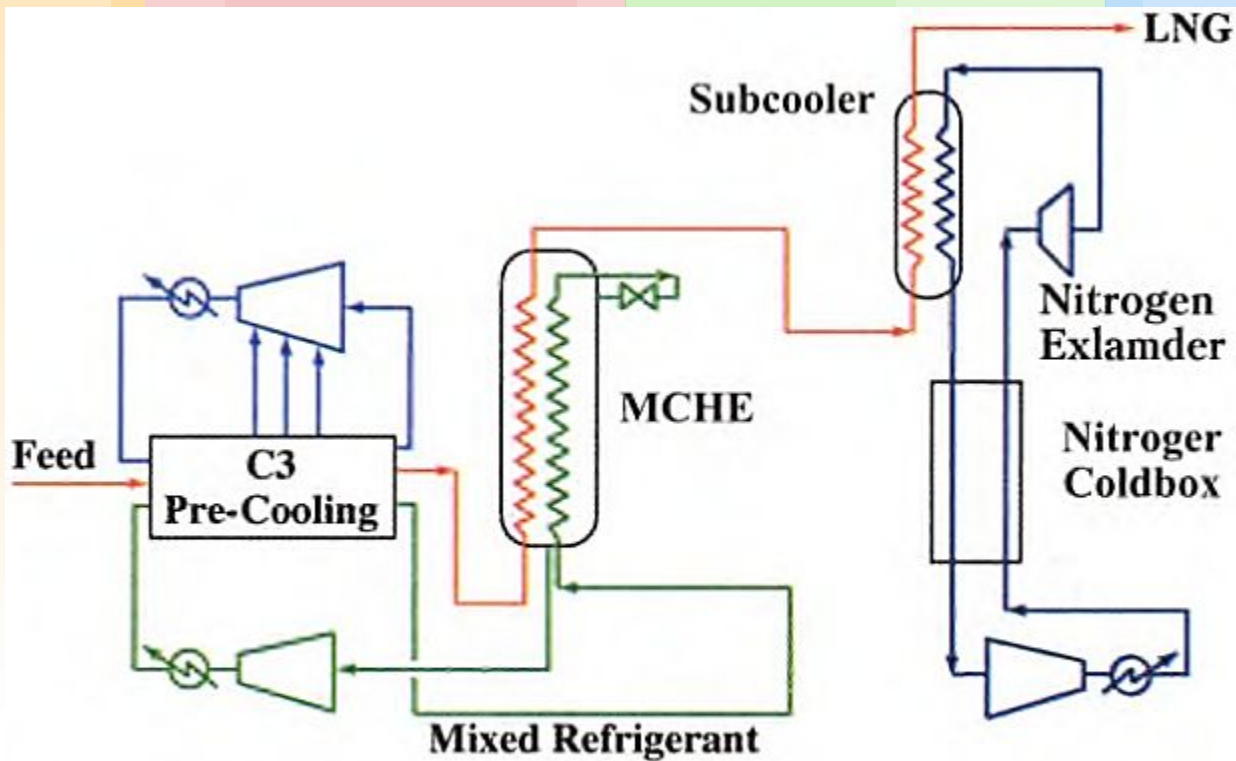 LNG
Subcooler
Nitrogen
Exlamder
MCHE
Nitroger
Coldbox
Feed
C3
Pre-Cooling
Mixed Refrigerant